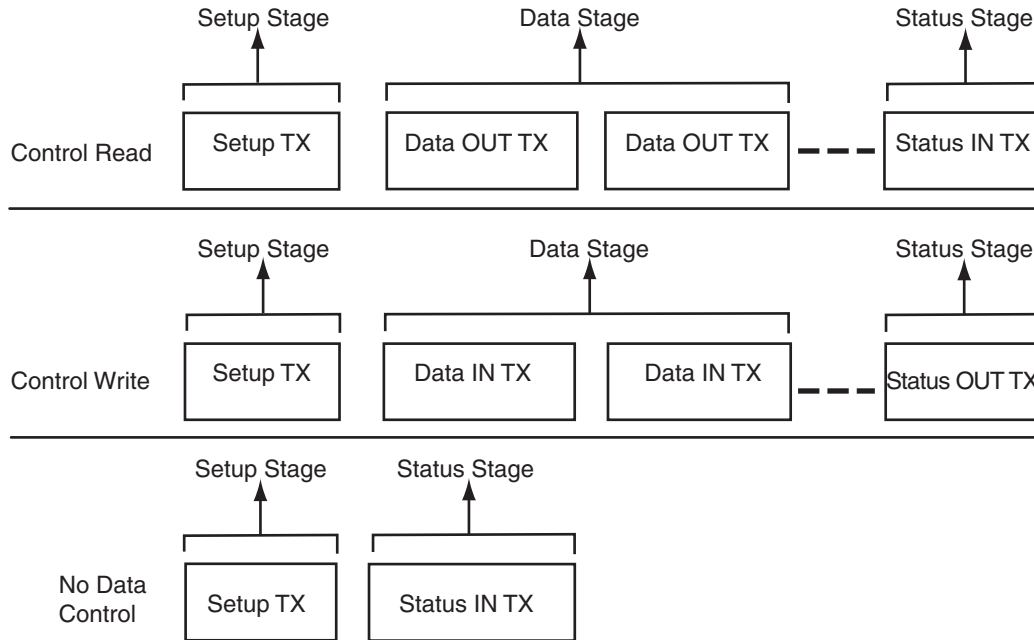 Setup Stage Data Stage Status Stage
Control Read Setup TX Data OUT TX Data OUT TX Status IN TX
Setup Stage Data Stage Status Stage
Control Write Setup TX Data IN TX Data IN TX Status OUT TX
Setup Stage Status Stage
No Data
Control Setup TX Status IN TX